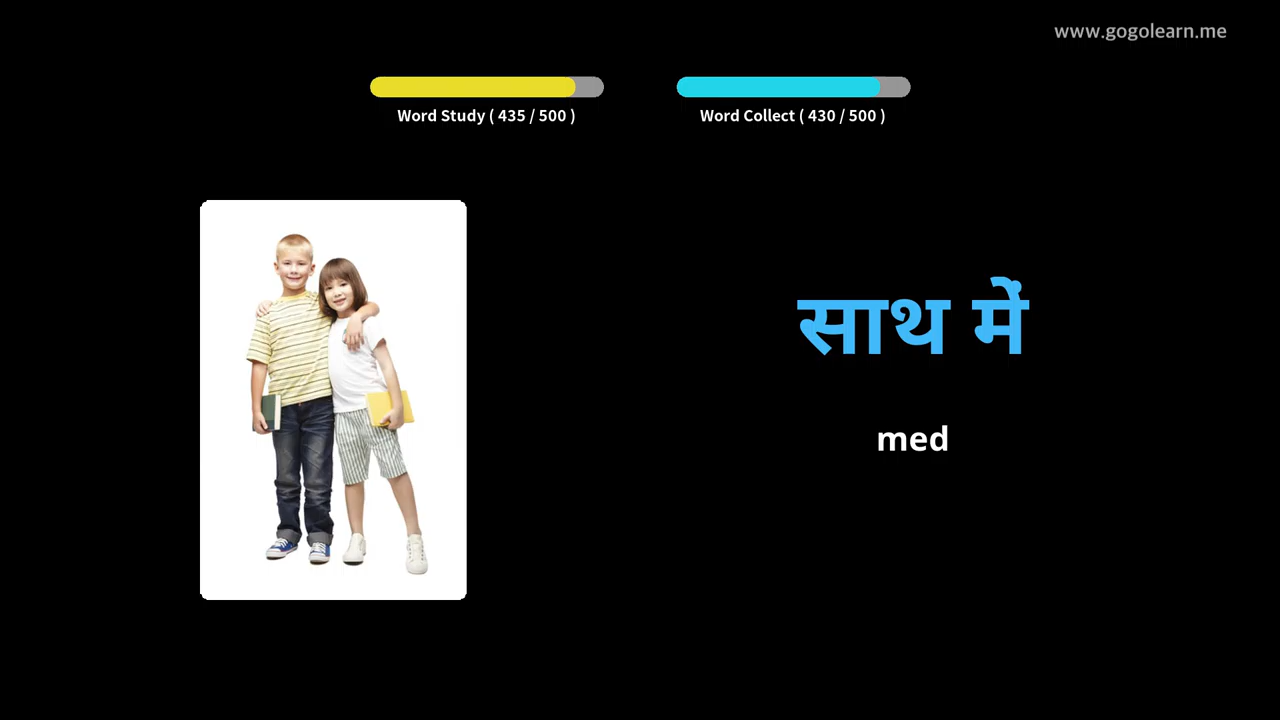 www.gogolearn.me
Word Study ( 435 / 500 )
Word Collect ( 430 / 500 )
साथ में
med